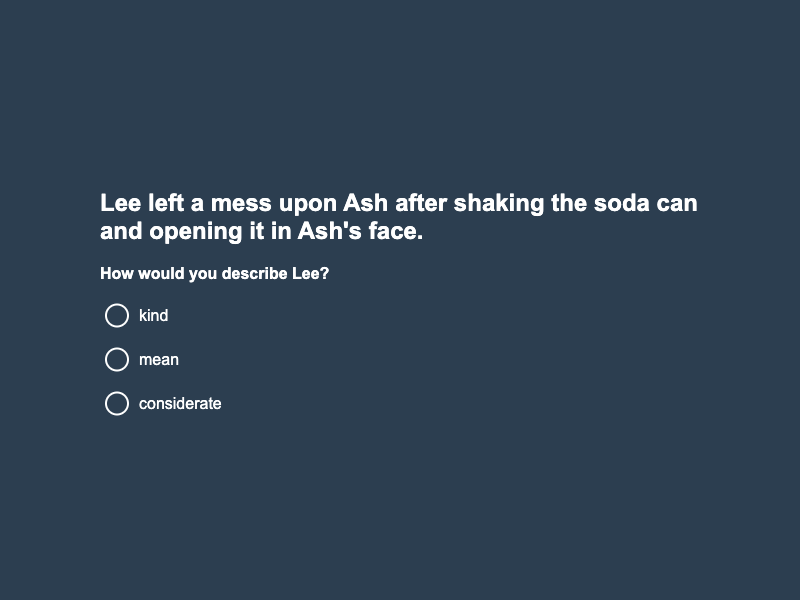 Lee left a mess upon Ash after shaking the soda can
and opening it in Ash's face.
How would you describe Lee?
kind
mean
considerate